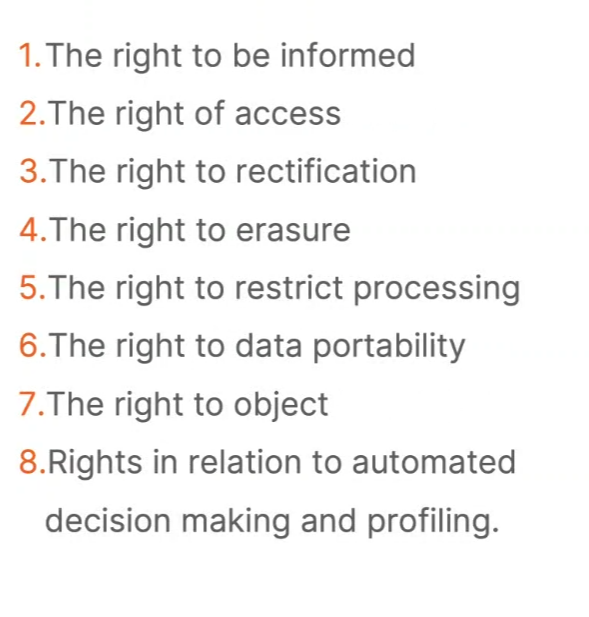 1.The right to be informed
2.The right of access
3.The right to rectification
4.The right to erasure
5.The right to restrict processing
6.The right to data portability
7.The right to object
8.Rights in relation to automated
decision making and profiling.